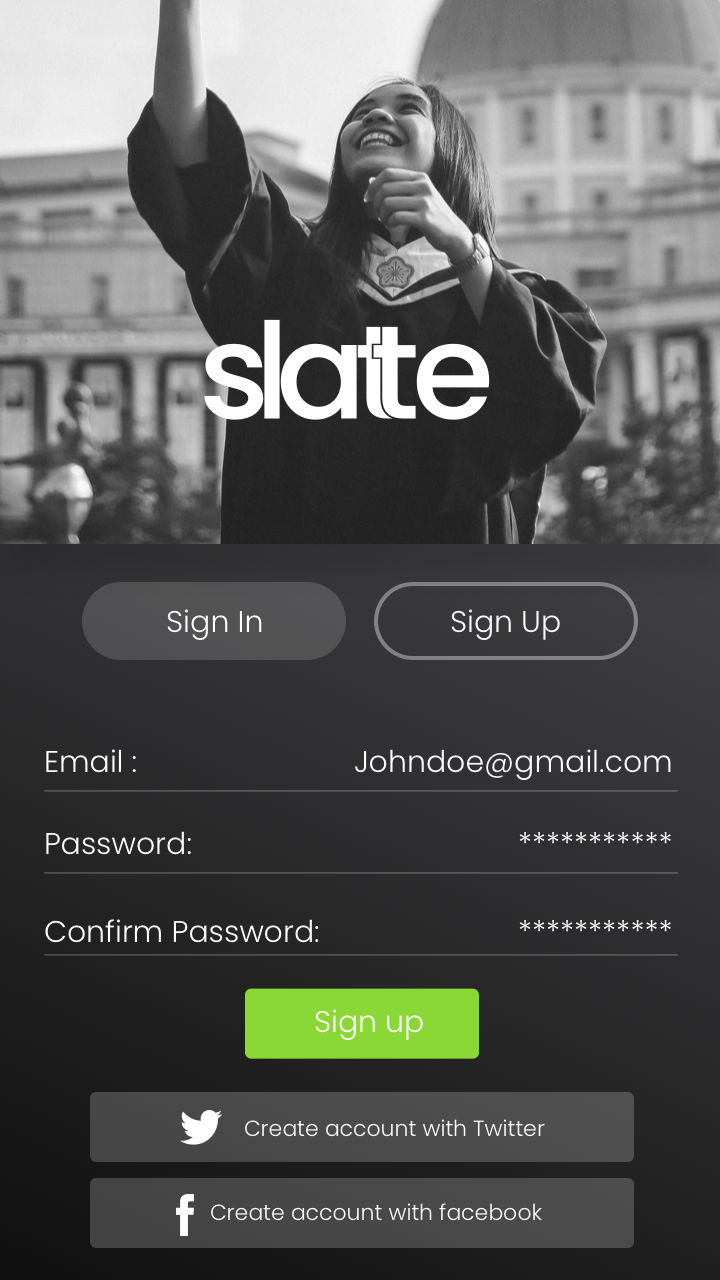 slatte
Sign In
Sign Up
Email :
Johndoe@gmail.com
Password:
***********
Confirm Password:
***********
Sign up
Create account with Twitter
Create account with facebook